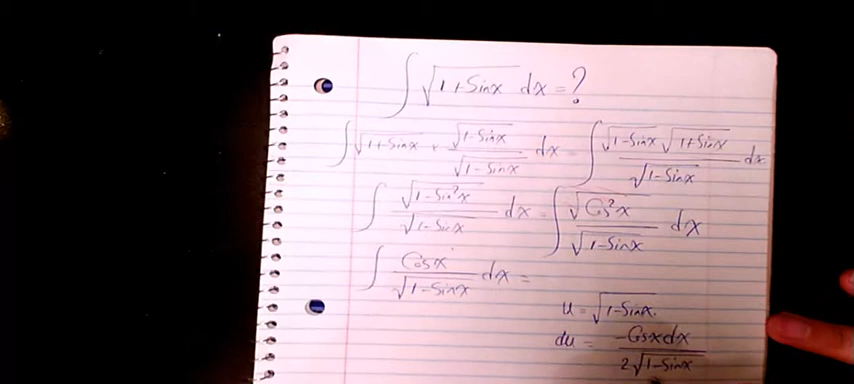 ∫ √(1+Sinx) dx = ?
∫ √(1+Sinx) × √(1-Sinx) / √(1-Sinx) dx = ∫ √(1-Sinx) √(1+Sinx) / √(1-Sinx) dx
∫ √(1-Sin²x) / √(1-Sinx) dx = ∫ √(Cos²x) / √(1-Sinx) dx
∫ Cosx / √(1-Sinx) dx =
u = √(1-Sinx).
du = -Cosx dx / 2√(1-Sinx)